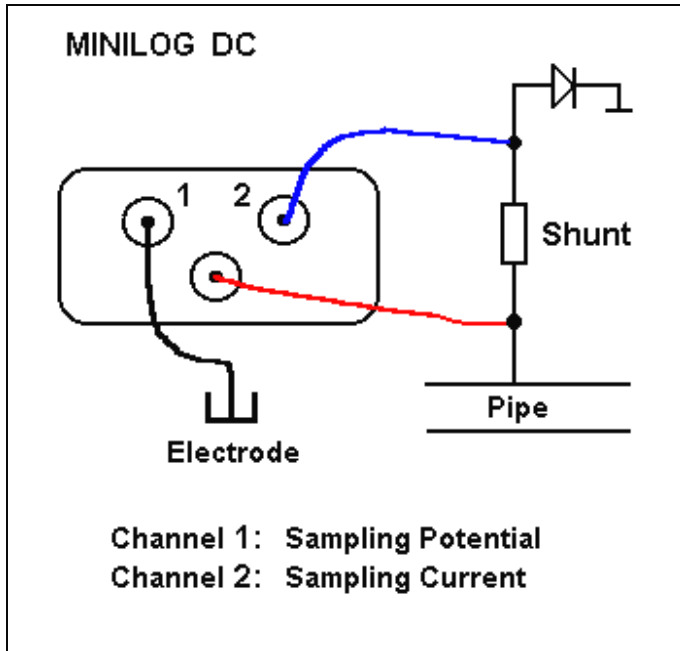 MINILOG DC
1 2
Shunt
Pipe
Electrode
Channel 1: Sampling Potential
Channel 2: Sampling Current